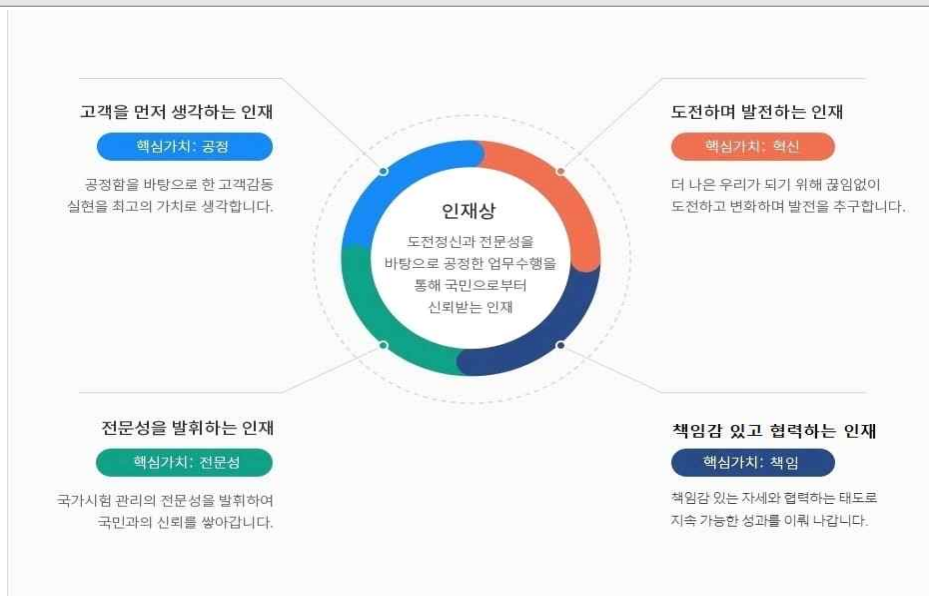 고객을 먼저 생각하는 인재
핵심가치: 공정
공정함을 바탕으로 한 고객감동
실현을 최고의 가치로 생각합니다.
도전하며 발전하는 인재
핵심가치: 혁신
더 나은 우리가 되기 위해 끊임없이
도전하고 변화하며 발전을 추구합니다.
인재상
도전정신과 전문성을
바탕으로 공정한 업무수행을
통해 국민으로부터
신뢰받는 인재
전문성을 발휘하는 인재
핵심가치: 전문성
국가시험 관리의 전문성을 발휘하여
국민과의 신뢰를 쌓아갑니다.
책임감 있고 협력하는 인재
핵심가치: 책임
책임감 있는 자세와 협력하는 태도로
지속 가능한 성과를 이뤄 나갑니다.